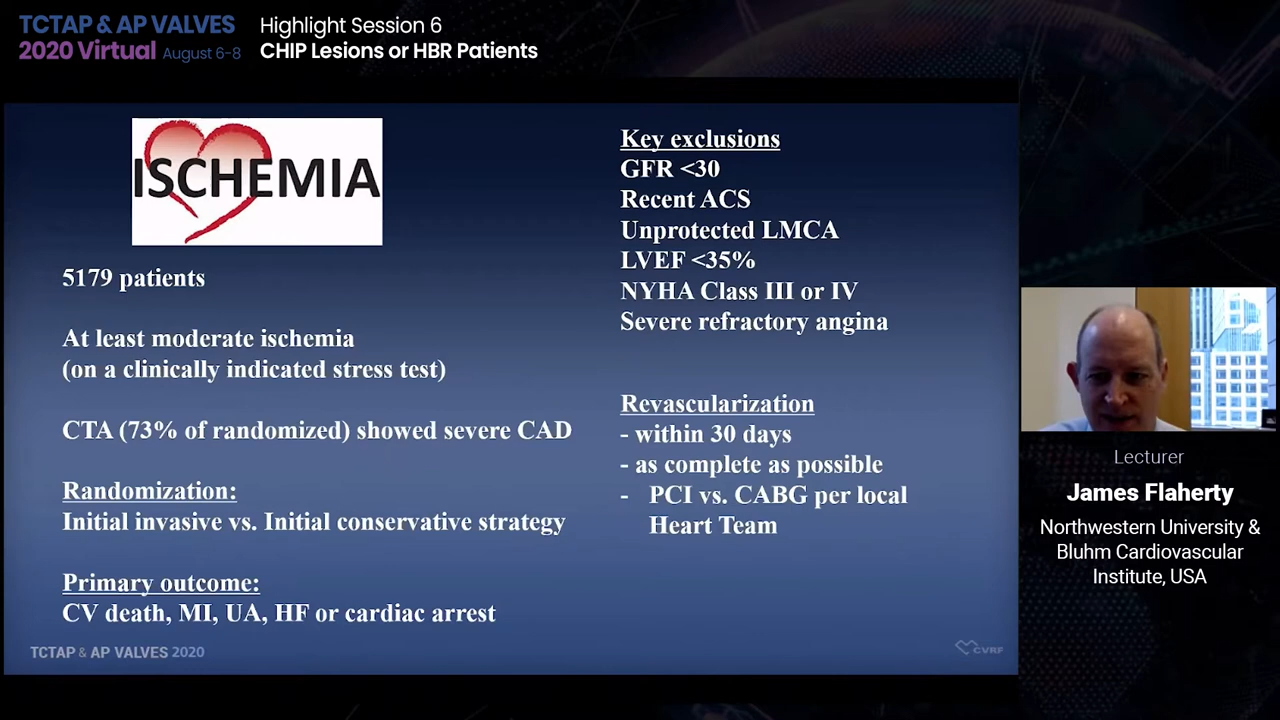 TCTAP & AP VALVES
2020 Virtual August 6-8
Highlight Session 6
CHIP Lesions or HBR Patients
ISCHEMIA
5179 patients
At least moderate ischemia
(on a clinically indicated stress test)
CTA (73% of randomized) showed severe CAD
Randomization:
Initial invasive vs. Initial conservative strategy
Primary outcome:
CV death, MI, UA, HF or cardiac arrest
Key exclusions
GFR <30
Recent ACS
Unprotected LMCA
LVEF <35%
NYHA Class III or IV
Severe refractory angina
Revascularization
- within 30 days
- as complete as possible
- PCI vs. CABG per local
Heart Team
TCTAP & AP VALVES 2020
CVRF
Lecturer
James Flaherty
Northwestern University &
Bluhm Cardiovascular
Institute, USA